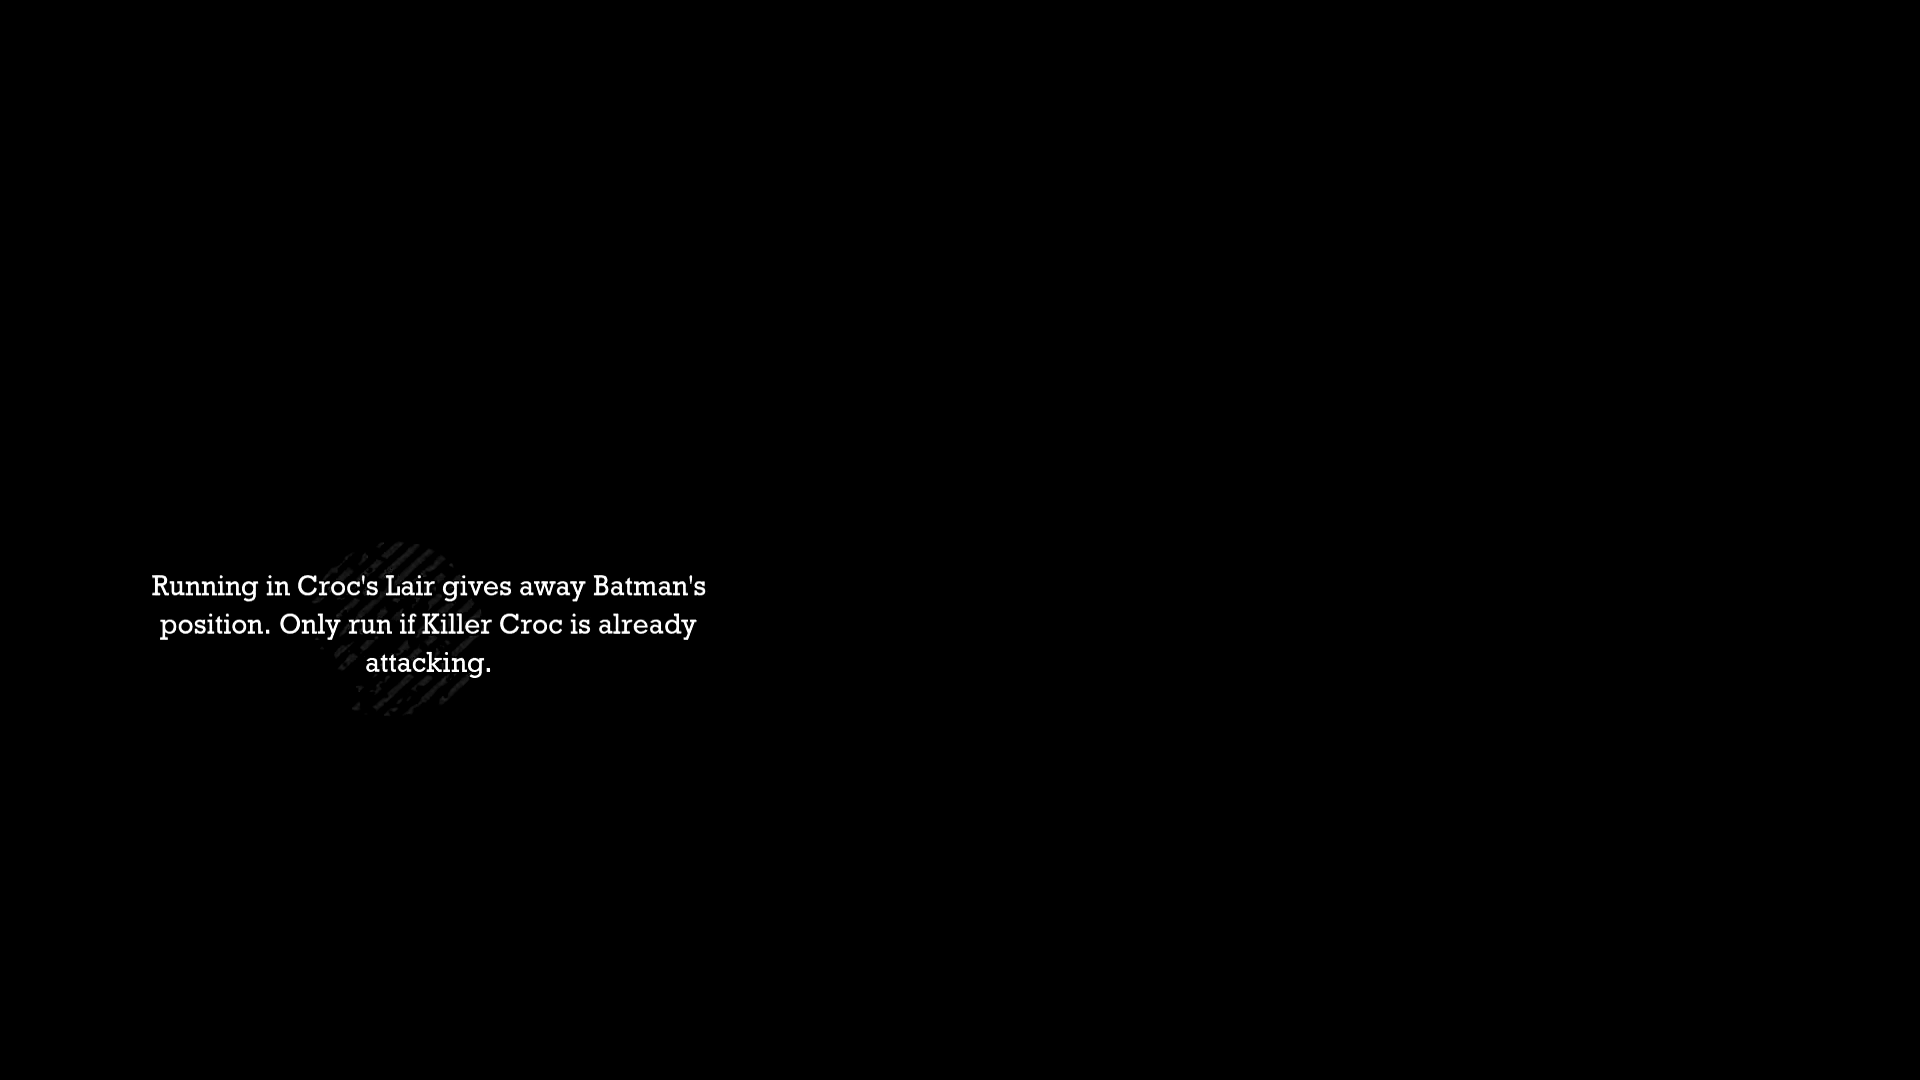 Running in Croc's Lair gives away Batman's
position. Only run if Killer Croc is already
attacking.